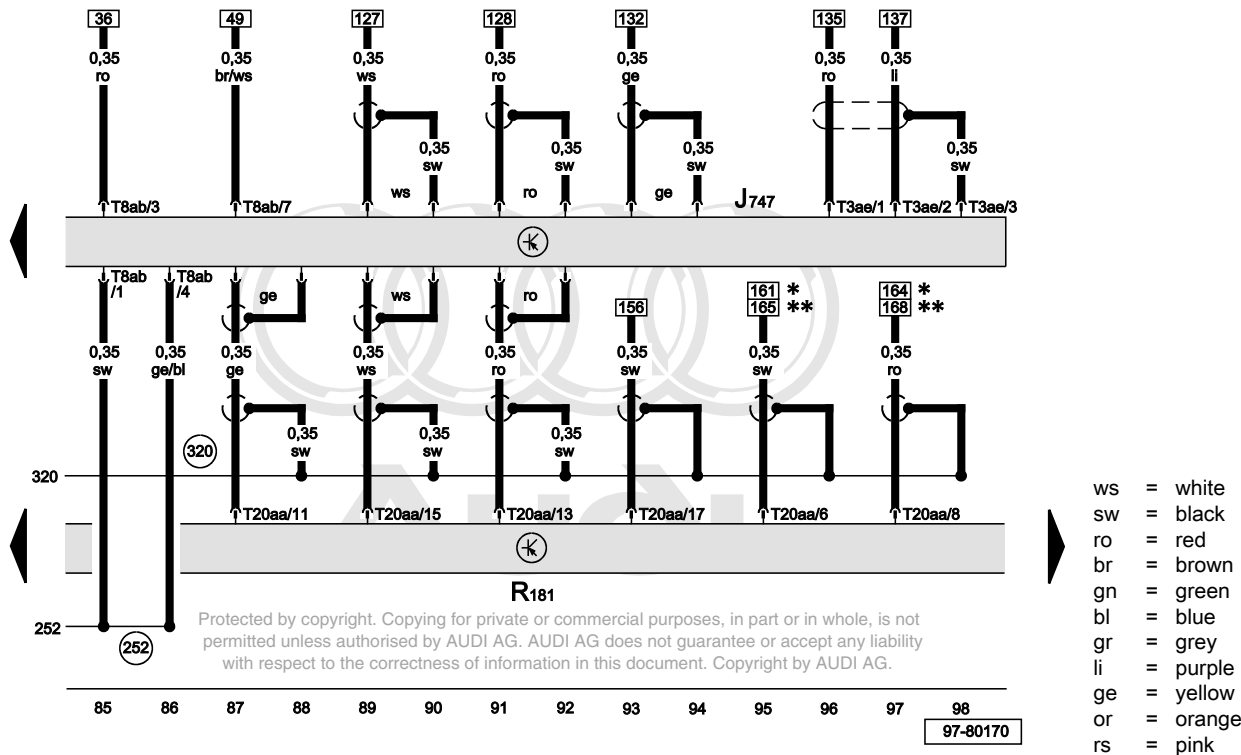 36 49 127 128 132 135 137
0,35 0,35 0,35 0,35 0,35 0,35 0,35
ro br/ws ws ro ge ro li
0,35 0,35 0,35 0,35
sw sw sw sw
ws ro ge J747
T8ab/3 T8ab/7 T3ae/1 T3ae/2 T3ae/3
T8ab T8ab
/1 /4
ge ws ro
161 * 164 *
156 165 ** 168 **
0,35 0,35 0,35 0,35 0,35 0,35 0,35 0,35
sw ge/bl ge ws ro sw sw ro
0,35 0,35 0,35
sw sw sw
320
320
T20aa/11 T20aa/15 T20aa/13 T20aa/17 T20aa/6 T20aa/8
Audi
R181
Protected by copyright. Copying for private or commercial purposes, in part or in whole, is not
permitted unless authorised by AUDI AG. AUDI AG does not guarantee or accept any liability
with respect to the correctness of information in this document. Copyright by AUDI AG.
252
252
85 86 87 88 89 90 91 92 93 94 95 96 97 98
97-80170
ws = white
sw = black
ro = red
br = brown
gn = green
bl = blue
gr = grey
li = purple
ge = yellow
or = orange
rs = pink